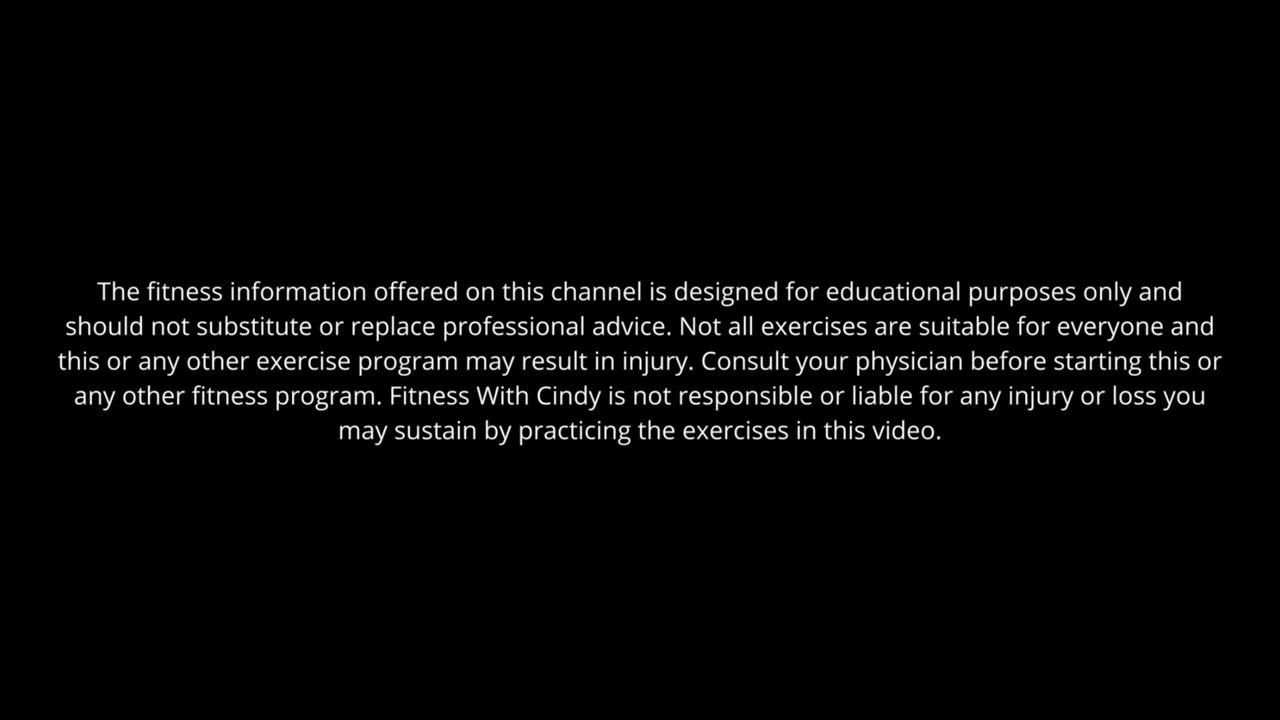 The fitness information offered on this channel is designed for educational purposes only and
should not substitute or replace professional advice. Not all exercises are suitable for everyone and
this or any other exercise program may result in injury. Consult your physician before starting this or
any other fitness program. Fitness With Cindy is not responsible or liable for any injury or loss you
may sustain by practicing the exercises in this video.